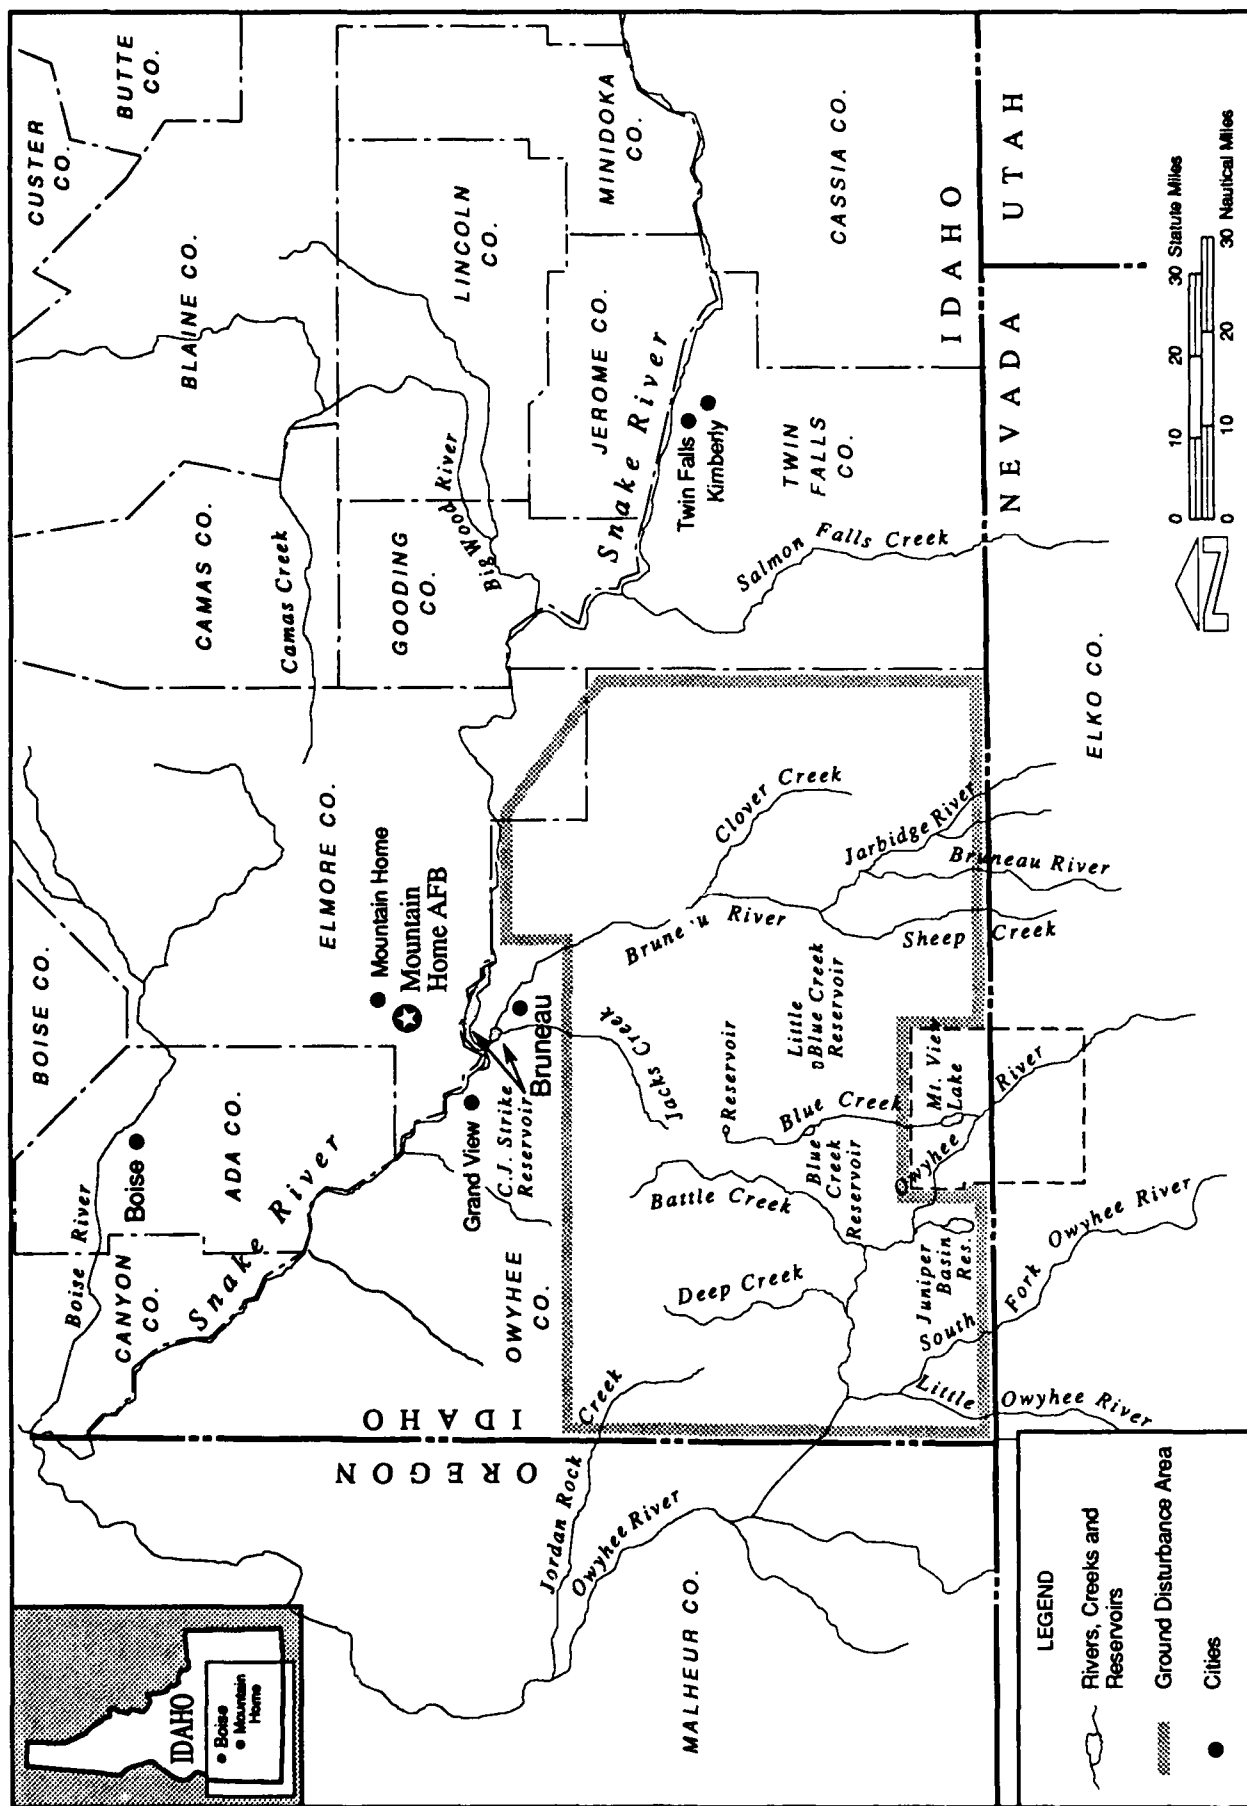 IDAHO
Boise
Mountain
Home
BOISE CO.
CUSTER
CO.
BUTTE
CO.
Boise River
Boise
CANYON
CO.
ADA CO.
Snake River
ELMORE CO.
CAMAS CO.
BLAINE CO.
Camas Creek
Mountain Home
Mountain
Home AFB
GOODING
CO.
LINCOLN
CO.
Big Wood River
MINIDOKA
CO.
JEROME CO.
Snake River
Grand View
C.J. Strike
Reservoir
Bruneau
OREGON
IDAHO
OWYHEE
CO.
Twin Falls
Kimberly
TWIN
FALLS
CO.
CASSIA CO.
Salmon Falls Creek
Jordan Rock Creek
Owyhee River
MALHEUR CO.
Jacks Creek
Bruneau River
Clover Creek
Reservoir
Battle Creek
Deep Creek
Blue Creek
Little
Blue Creek
Reservoir
Blue
Creek
Reservoir
Jarbidge River
Bruneau River
Sheep Creek
Owyhee River
Mt. View
Lake
Juniper
Basin
Res.
South Fork Owyhee River
Little Owyhee River
IDAHO
NEVADA
UTAH
ELKO CO.
LEGEND
Rivers, Creeks and
Reservoirs
Ground Disturbance Area
Cities
N
0 10 20 30 Statute Miles
0 10 20 30 Nautical Miles